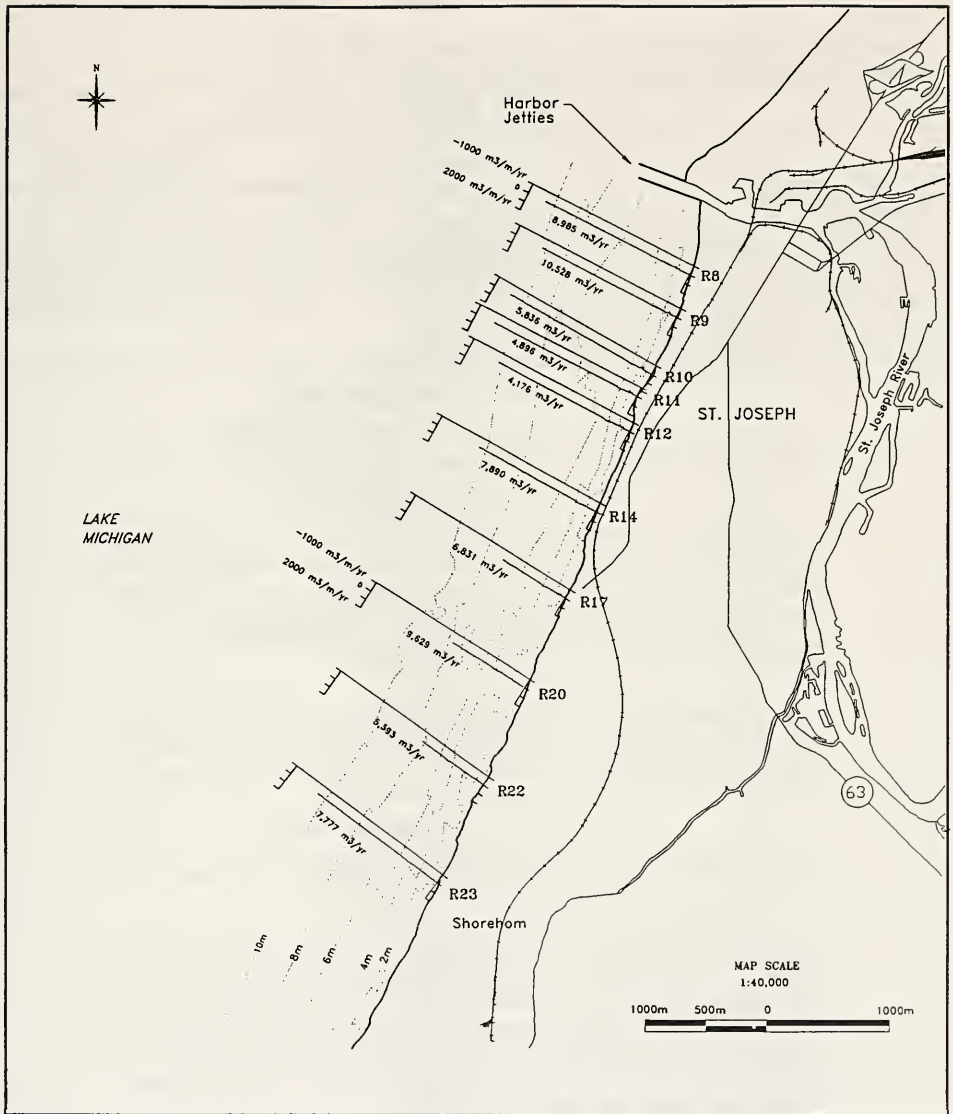 N
Harbor
Jetties
-1000 m3/m/yr
0
2000 m3/m/yr
8,985 m3/yr
R8
10,528 m3/yr
R9
5,836 m3/yr
R10
4,896 m3/yr
R11
4,176 m3/yr
R12
ST. JOSEPH
St. Joseph River
7,890 m3/yr
R14
LAKE
MICHIGAN
6,831 m3/yr
R17
-1000 m3/m/yr
0
2000 m3/m/yr
9,629 m3/yr
R20
5,393 m3/yr
R22
63
7,777 m3/yr
R23
Shorehom
10m
8m
6m
4m
2m
MAP SCALE
1:40,000
1000m 500m 0 1000m